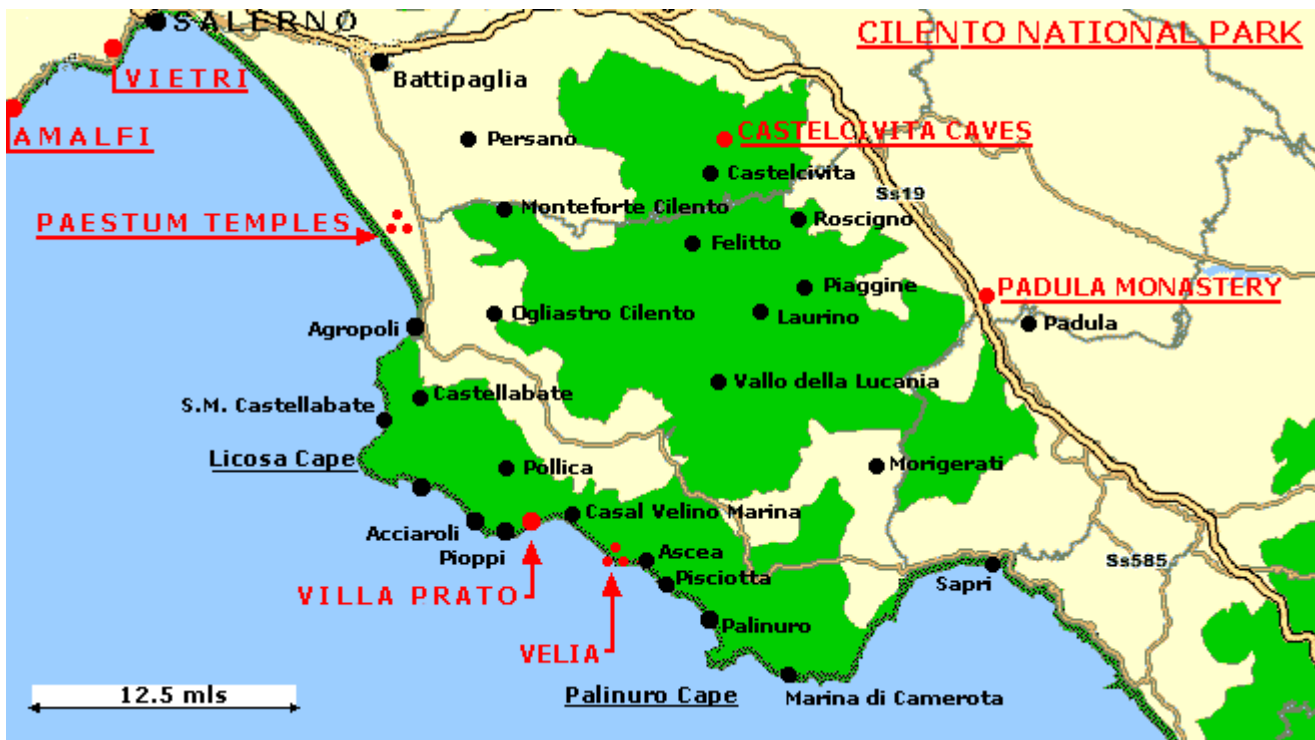 SALERNO
CILENTO NATIONAL PARK
VIETRI
Battipaglia
AMALFI
Persano
CASTELCIVITA CAVES
Castelcivita
Ss19
Monteforte Cilento
Roscigno
PAESTUM TEMPLES
Felitto
Piaggine
PADULA MONASTERY
Ogliastro Cilento
Laurino
Padula
Agropoli
Vallo della Lucania
Castellabate
S.M. Castellabate
Licosa Cape
Pollica
Morigerati
Casal Velino Marina
Acciaroli
Pioppi
Ascea
Ss585
Pisciotta
Sapri
VILLA PRATO
Palinuro
VELIA
12.5 mls
Palinuro Cape
Marina di Camerota